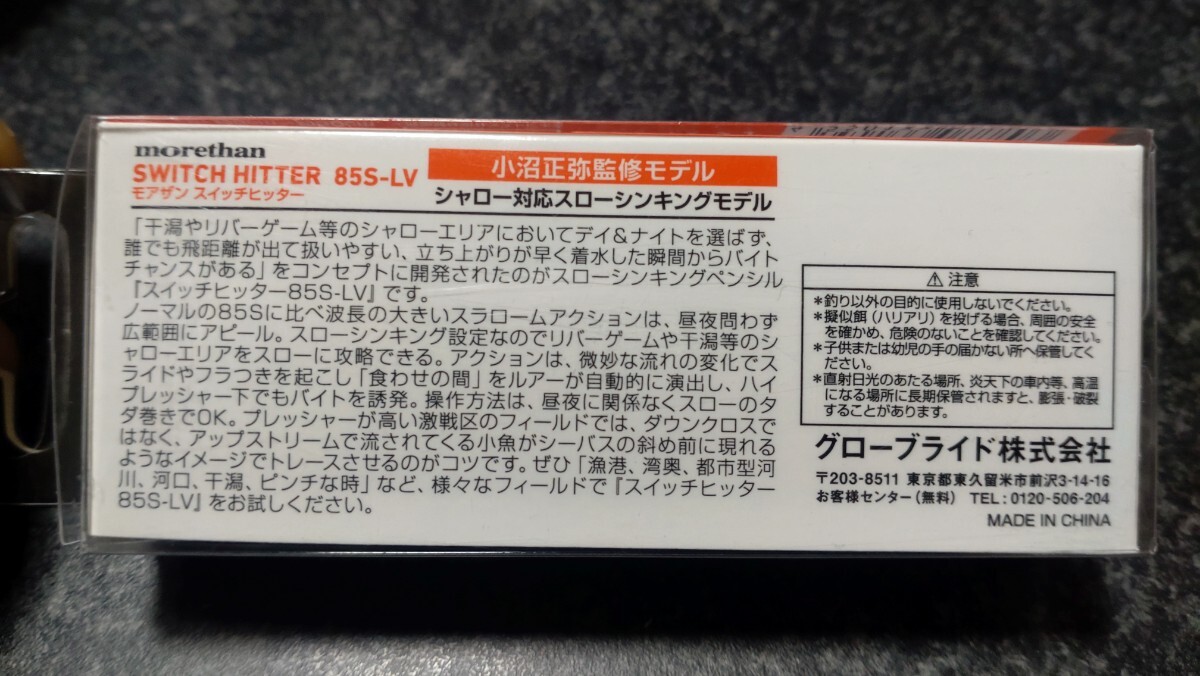 morethan
SWITCH HITTER 85S-LV
モアザン スイッチヒッター
小沼正弥監修モデル
シャロー対応スローシンキングモデル
「干潟やリバーゲーム等のシャローエリアにおいてデイ&ナイトを選ばず、
誰でも飛距離が出て扱いやすい、立ち上がりが早く着水した瞬間からバイト
チャンスがある」をコンセプトに開発されたのがスローシンキングペンシル
『スイッチヒッター85S-LV』です。
ノーマルの85Sに比べ波長の大きいスラロームアクションは、昼夜問わず
広範囲にアピール。スローシンキング設定なのでリバーゲームや干潟等のシ
ャローエリアをスローに攻略できる。アクションは、微妙な流れの変化でス
ライドやフラつきを起こし「食わせの間」をルアーが自動的に演出し、ハイ
プレッシャー下でもバイトを誘発。操作方法は、昼夜に関係なくスローのタ
ダ巻きでOK。プレッシャーが高い激戦区のフィールドでは、ダウンクロスで
はなく、アップストリームで流されてくる小魚がシーバスの斜め前に現れる
ようなイメージでトレースさせるのがコツです。ぜひ「漁港、湾奥、都市型河
川、河口、干潟、ピンチな時」など、様々なフィールドで『スイッチヒッター
85S-LV』をお試しください。
⚠注意
*釣り以外の目的に使用しないでください。
*擬似餌(ハリアリ)を投げる場合、周囲の安全
を確かめ、危険のないことを確認してください。
*子供または幼児の手の届かない所へ保管してく
ださい。
*直射日光のあたる場所、炎天下の車内等、高温
になる場所に長期保管されますと、膨張・破裂
することがあります。
グローブライド株式会社
〒203-8511 東京都東久留米市前沢3-14-16
お客様センター(無料) TEL:0120-506-204
MADE IN CHINA